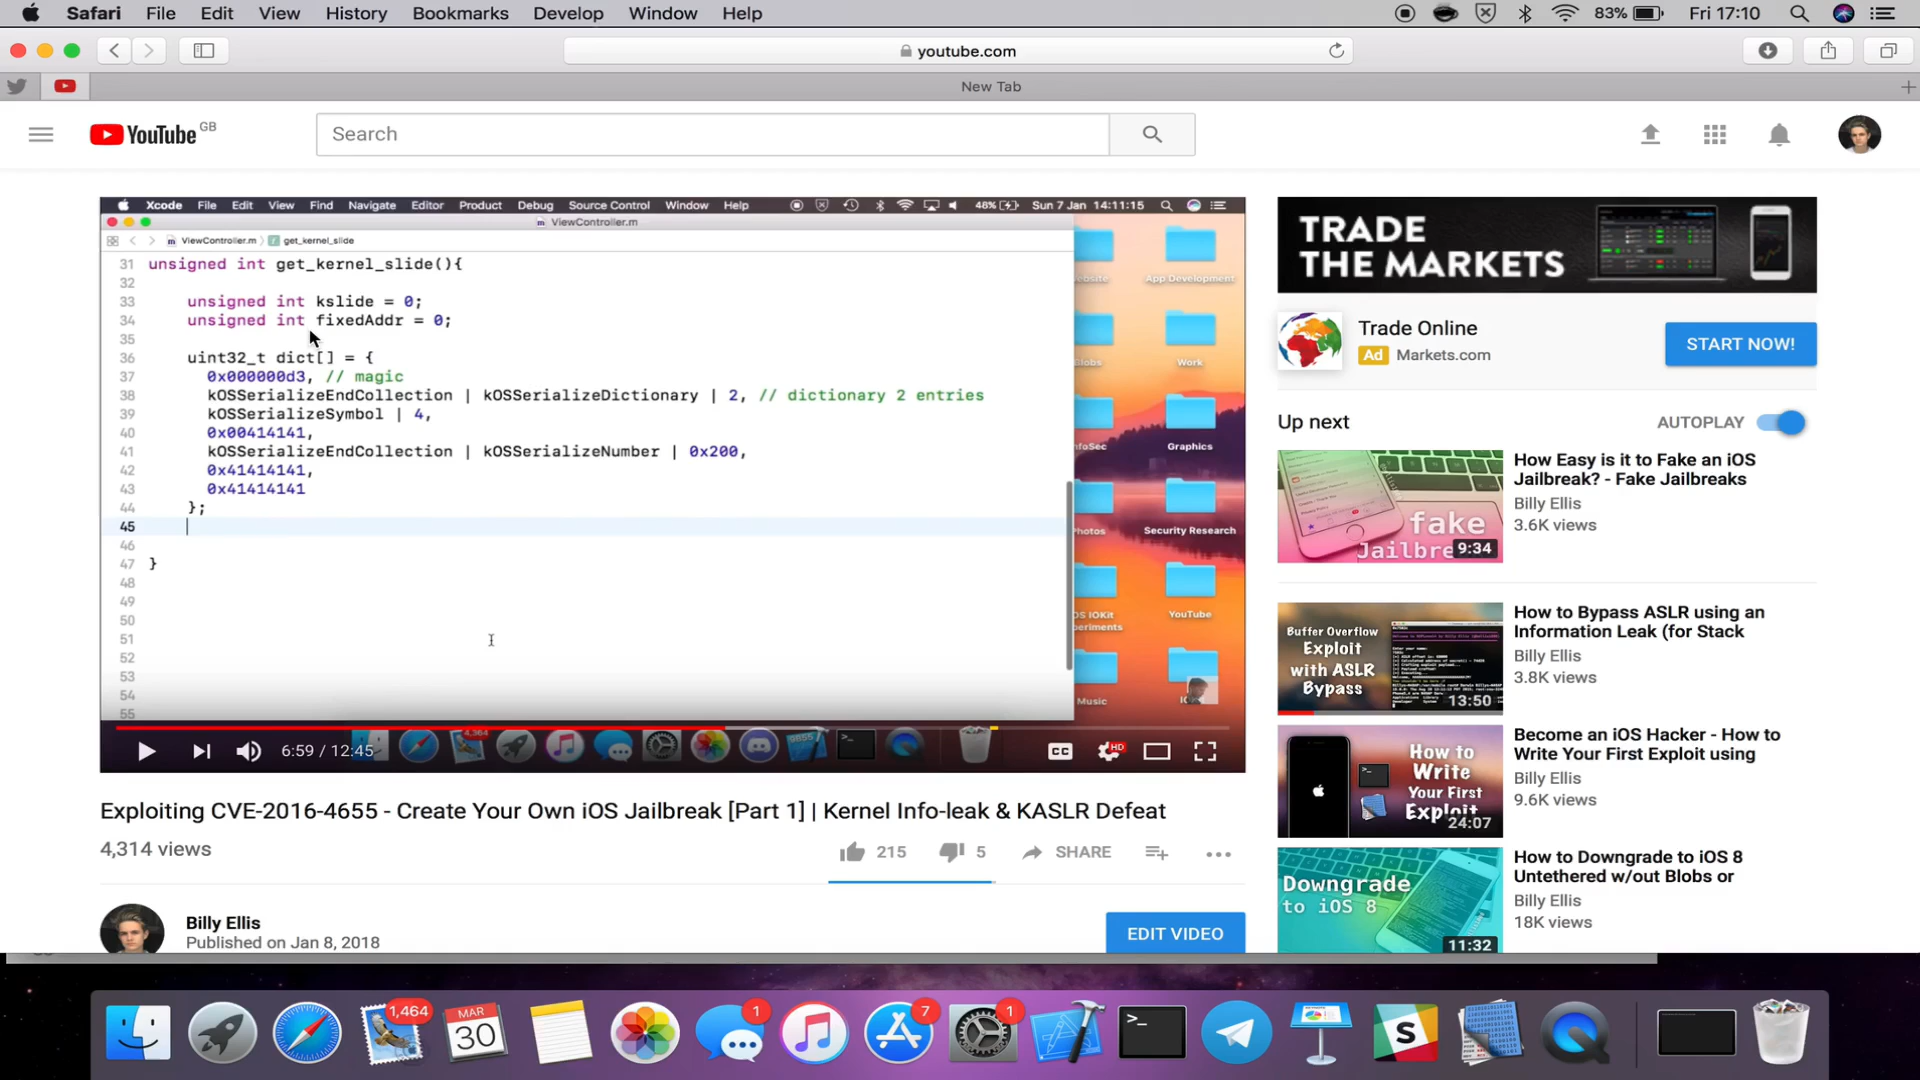 Safari File Edit View History Bookmarks Develop Window Help 83% Fri 17:10
youtube.com
New Tab
YouTube GB Search
Xcode File Edit View Find Navigate Editor Product Debug Source Control Window Help 48% Sun 7 Jan 14:11:15
ViewController.m
ViewController.m get_kernel_slide
31 unsigned int get_kernel_slide(){
32
33 unsigned int kslide = 0;
34 unsigned int fixedAddr = 0;
35
36 uint32_t dict[] = {
37 0x000000d3, // magic
38 kOSSerializeEndCollection | kOSSerializeDictionary | 2, // dictionary 2 entries
39 kOSSerializeSymbol | 4,
40 0x00414141,
41 kOSSerializeEndCollection | kOSSerializeNumber | 0x200,
42 0x41414141,
43 0x41414141
44 };
45
46
47 }
48
49
50
51
52
53
54
55
App Development
Work
Graphics
Security Research
YouTube
Music
6:59 / 12:45 CC HD
Exploiting CVE-2016-4655 - Create Your Own iOS Jailbreak [Part 1] | Kernel Info-leak & KASLR Defeat
4,314 views
215 5 SHARE
Billy Ellis
Published on Jan 8, 2018
EDIT VIDEO
TRADE
THE MARKETS
Trade Online
Ad Markets.com
START NOW!
Up next AUTOPLAY
fake
Jailbre
9:34
How Easy is it to Fake an iOS
Jailbreak? - Fake Jailbreaks
Billy Ellis
3.6K views
Buffer Overflow
Exploit
with ASLR
Bypass
13:50
How to Bypass ASLR using an
Information Leak (for Stack
Billy Ellis
3.8K views
How to
Write
Your First
Exploit
24:07
Become an iOS Hacker - How to
Write Your First Exploit using
Billy Ellis
9.6K views
Downgrade
to iOS 8
11:32
How to Downgrade to iOS 8
Untethered w/out Blobs or
Billy Ellis
18K views
1,464
MAR
30
1
7
1